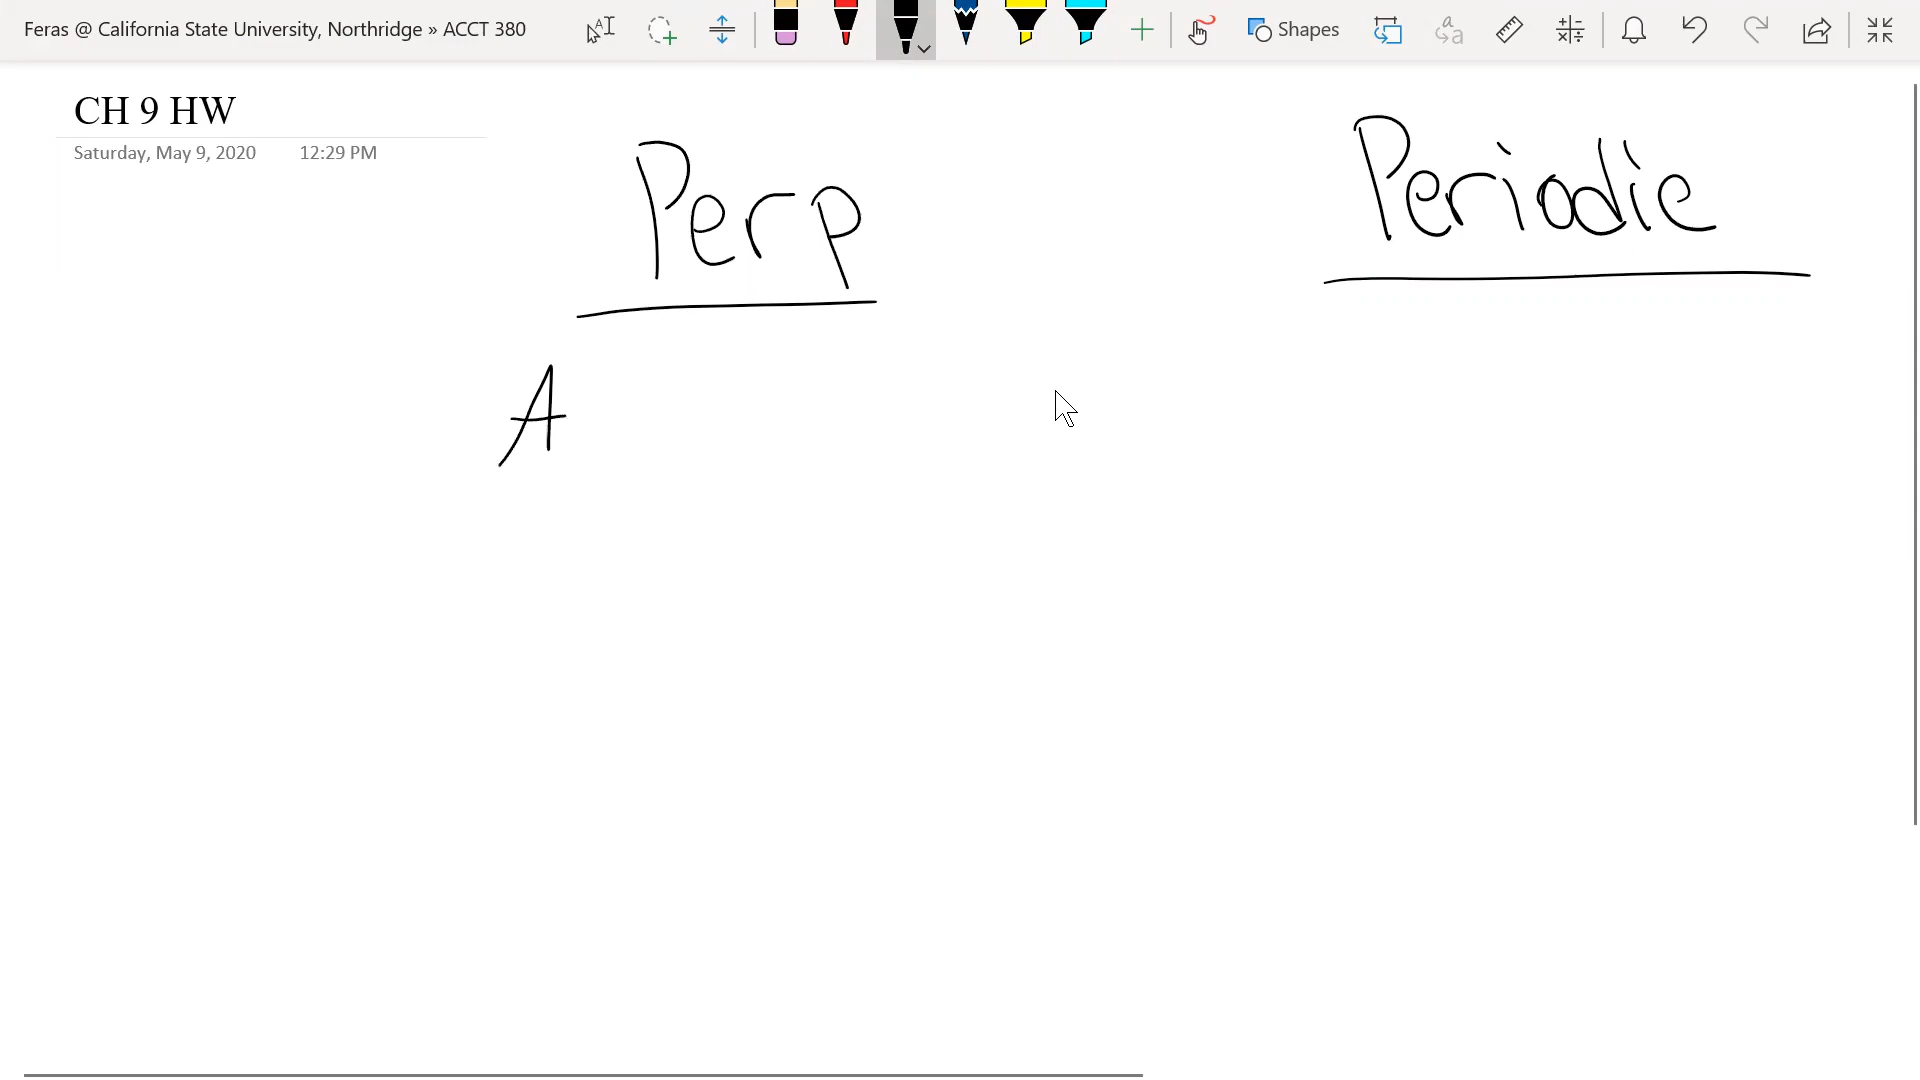 Feras @ California State University, Northridge » ACCT 380
Shapes
CH 9 HW
Saturday, May 9, 2020 12:29 PM
Perp
Periodic
A